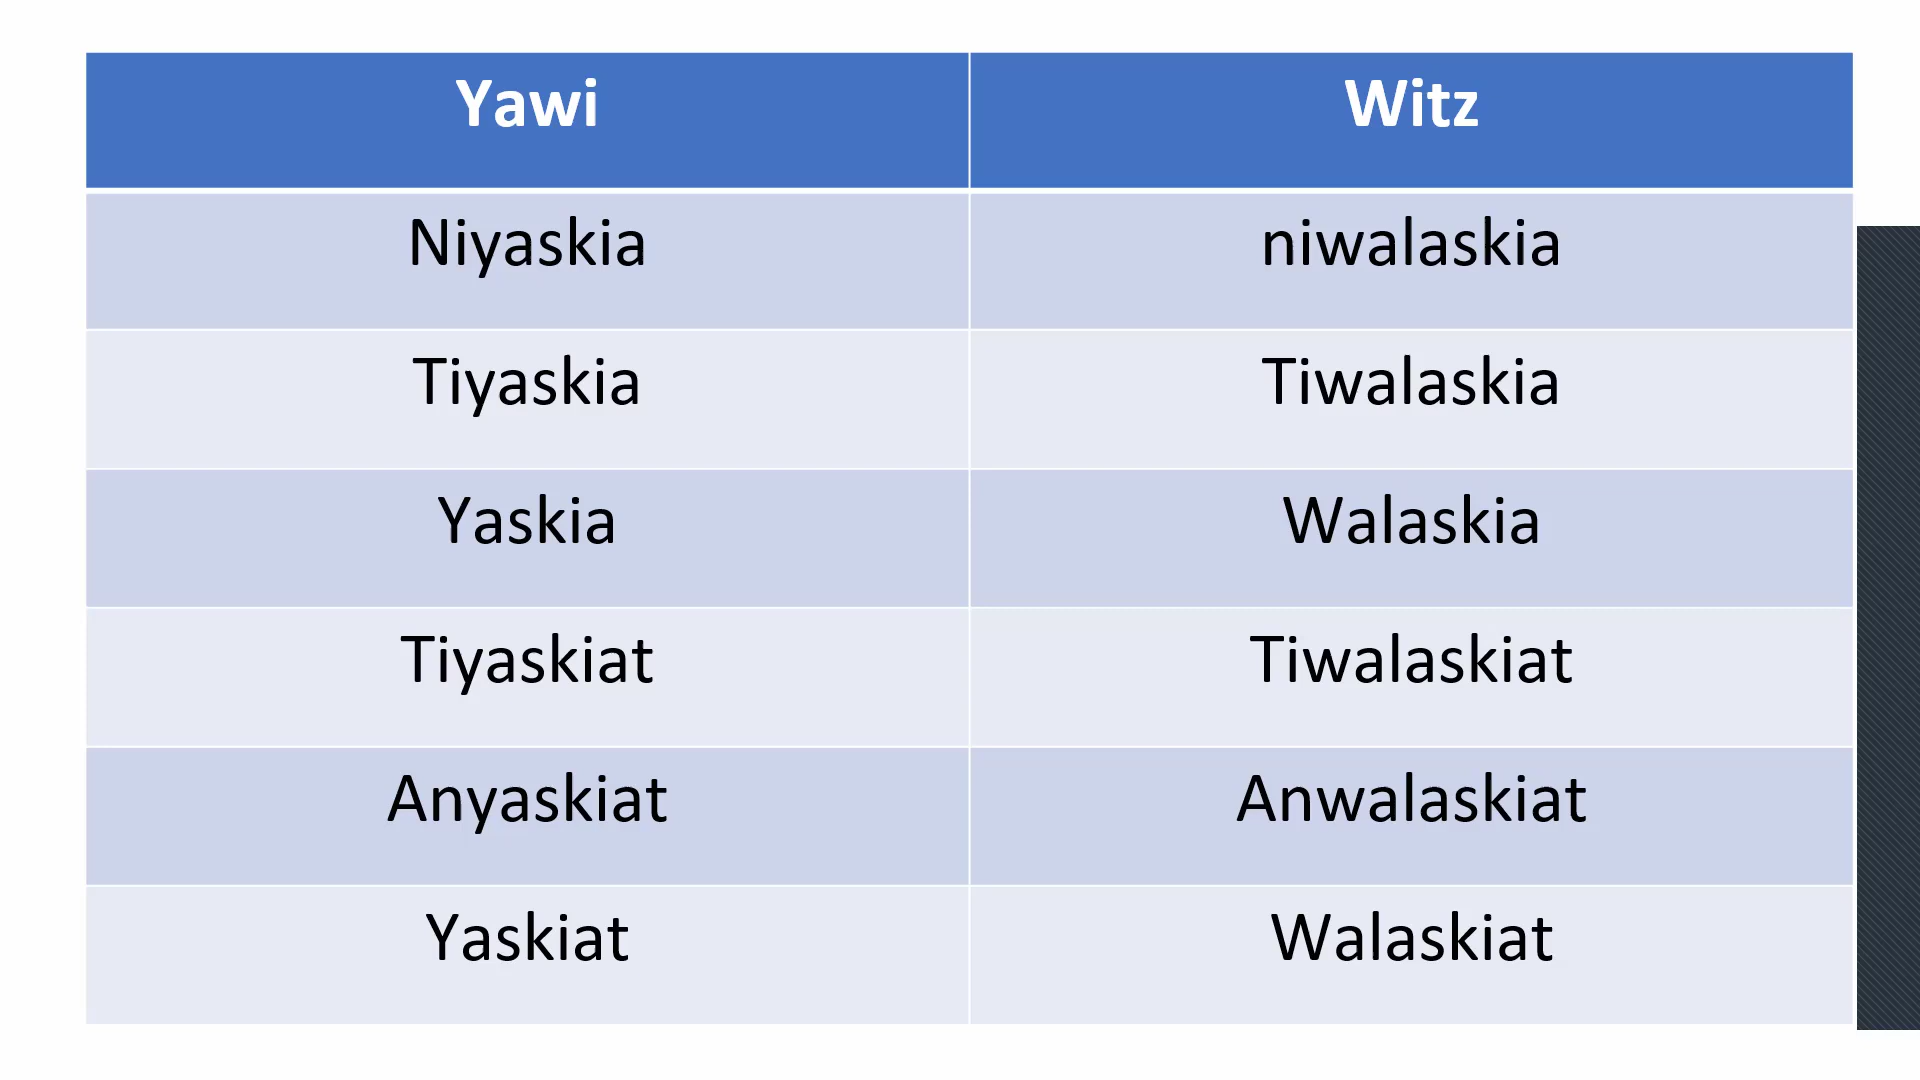 Yawi Witz
Niyaskia niwalaskia
Tiyaskia Tiwalaskia
Yaskia Walaskia
Tiyaskiat Tiwalaskiat
Anyaskiat Anwalaskiat
Yaskiat Walaskiat